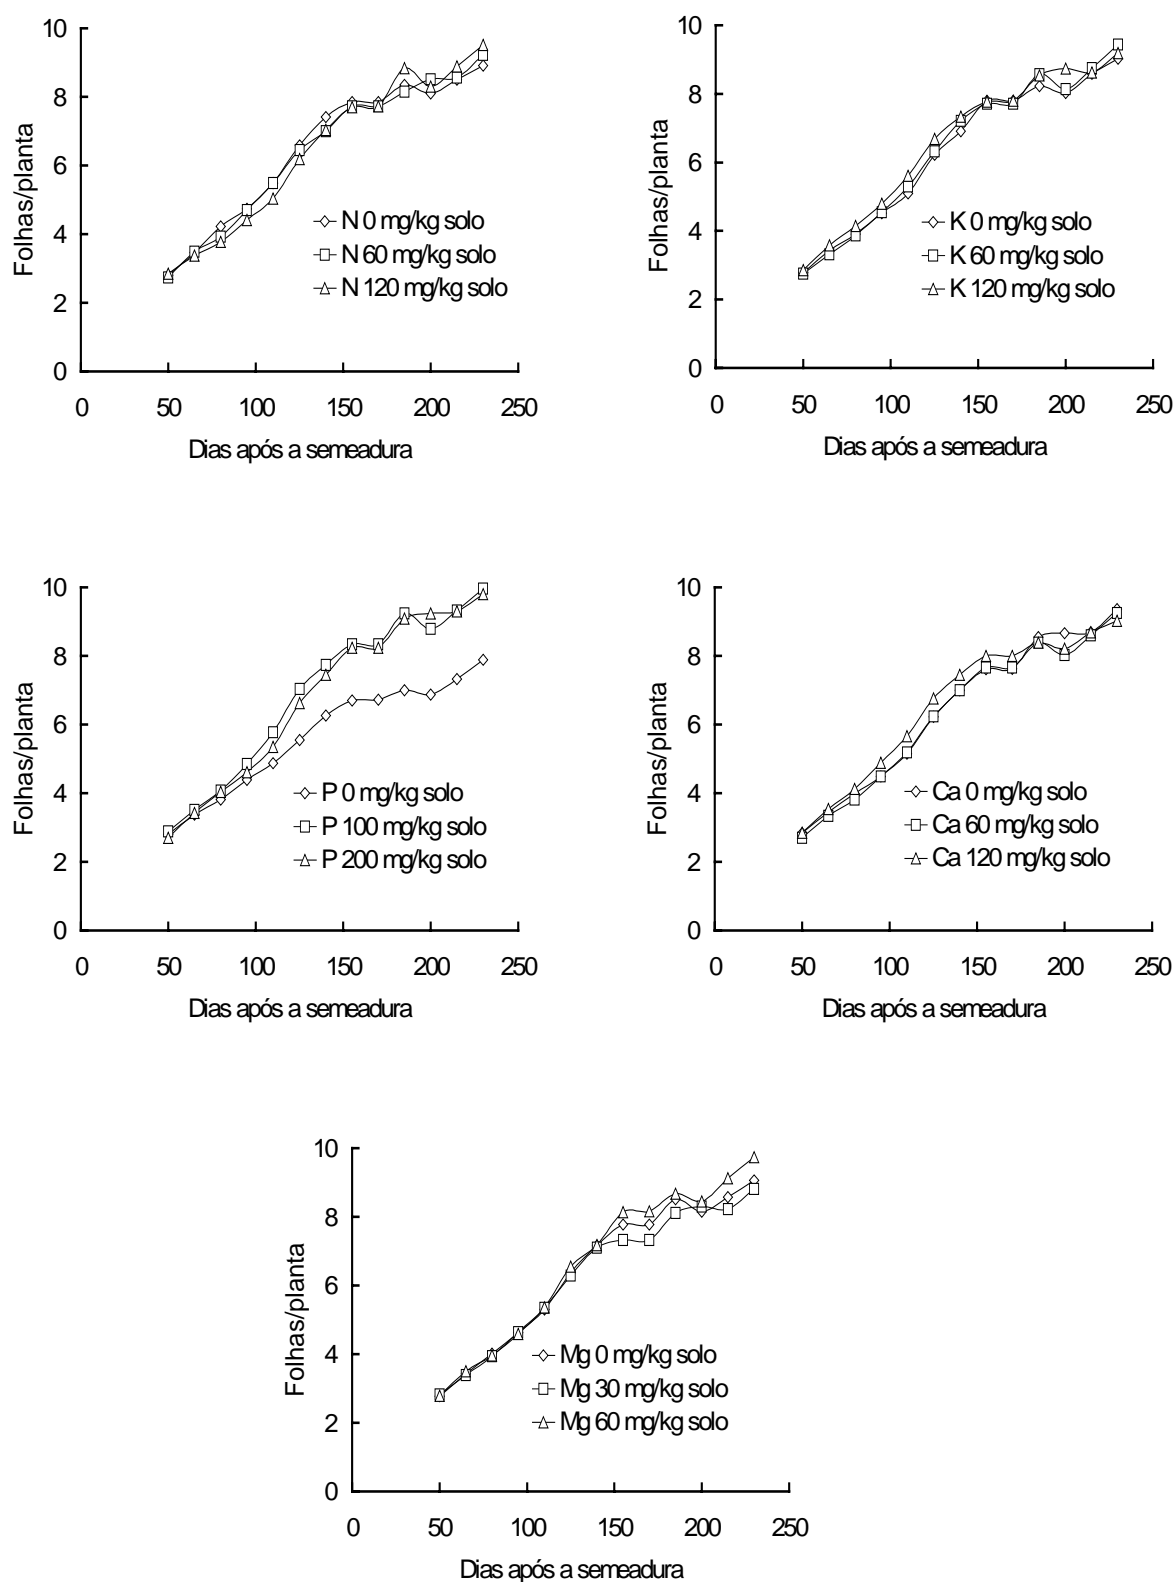 10
8
6
4
2
0
Folhas/planta
N 0 mg/kg solo
N 60 mg/kg solo
N 120 mg/kg solo
0 50 100 150 200 250
Dias após a semeadura
10
8
6
4
2
0
Folhas/planta
K 0 mg/kg solo
K 60 mg/kg solo
K 120 mg/kg solo
0 50 100 150 200 250
Dias após a semeadura
10
8
6
4
2
0
Folhas/planta
P 0 mg/kg solo
P 100 mg/kg solo
P 200 mg/kg solo
0 50 100 150 200 250
Dias após a semeadura
10
8
6
4
2
0
Folhas/planta
Ca 0 mg/kg solo
Ca 60 mg/kg solo
Ca 120 mg/kg solo
0 50 100 150 200 250
Dias após a semeadura
10
8
6
4
2
0
Folhas/planta
Mg 0 mg/kg solo
Mg 30 mg/kg solo
Mg 60 mg/kg solo
0 50 100 150 200 250
Dias após a semeadura